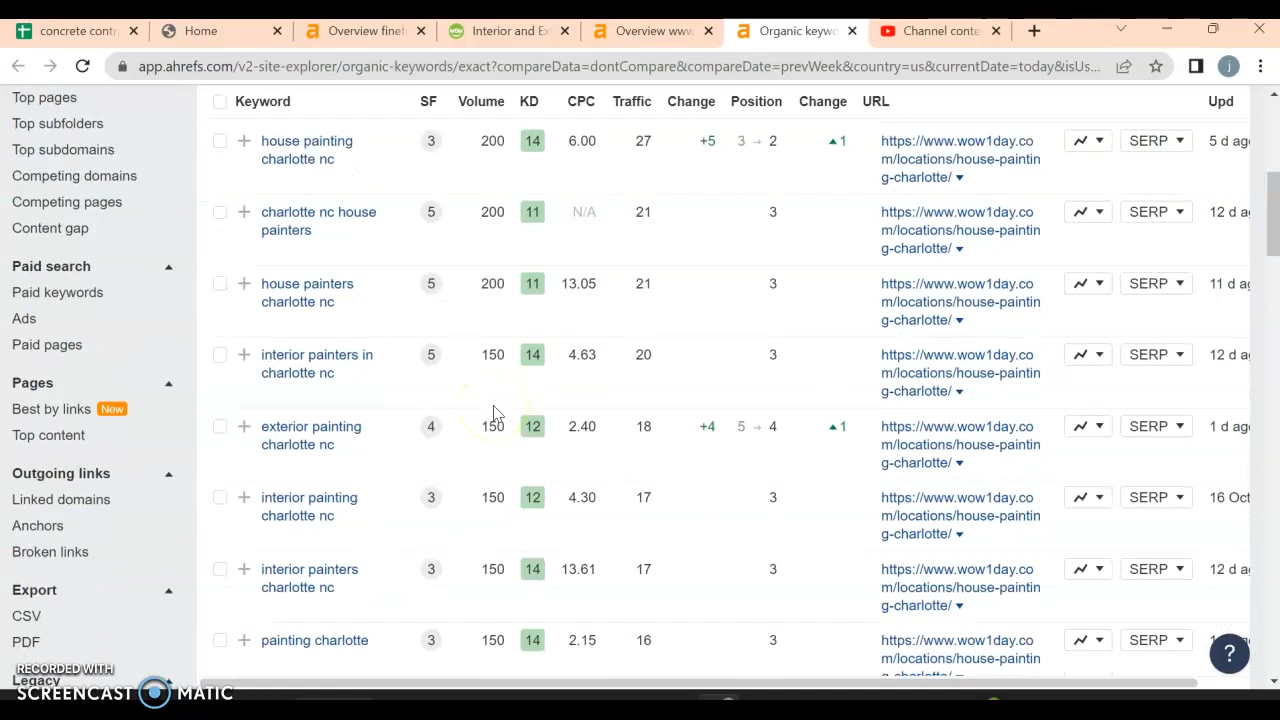 concrete contr
Home
Overview finef
Interior and Ex
Overview www
Organic keywo
Channel conte
app.ahrefs.com/v2-site-explorer/organic-keywords/exact?compareData=dontCompare&compareDate=prevWeek&country=us&currentDate=today&isUs...
j
Top pages
Top subfolders
Top subdomains
Competing domains
Competing pages
Content gap
Paid search
Paid keywords
Ads
Paid pages
Pages
Best by links New
Top content
Outgoing links
Linked domains
Anchors
Broken links
Export
CSV
PDF
Legacy
Keyword SF Volume KD CPC Traffic Change Position Change URL Upd
house painting 3 200 14 6.00 27 +5 3 → 2 1 https://www.wow1day.co SERP 5 d ago
charlotte nc m/locations/house-paintin
g-charlotte/
charlotte nc house 5 200 11 N/A 21 3 https://www.wow1day.co SERP 12 d ag
painters m/locations/house-paintin
g-charlotte/
house painters 5 200 11 13.05 21 3 https://www.wow1day.co SERP 11 d ag
charlotte nc m/locations/house-paintin
g-charlotte/
interior painters in 5 150 14 4.63 20 3 https://www.wow1day.co SERP 12 d ag
charlotte nc m/locations/house-paintin
g-charlotte/
exterior painting 4 150 12 2.40 18 +4 5 → 4 1 https://www.wow1day.co SERP 1 d ago
charlotte nc m/locations/house-paintin
g-charlotte/
interior painting 3 150 12 4.30 17 3 https://www.wow1day.co SERP 16 Oct
charlotte nc m/locations/house-paintin
g-charlotte/
interior painters 3 150 14 13.61 17 3 https://www.wow1day.co SERP 12 d ag
charlotte nc m/locations/house-paintin
g-charlotte/
painting charlotte 3 150 14 2.15 16 3 https://www.wow1day.co SERP
m/locations/house-paintin
?
RECORDED WITH
SCREENCAST MATIC